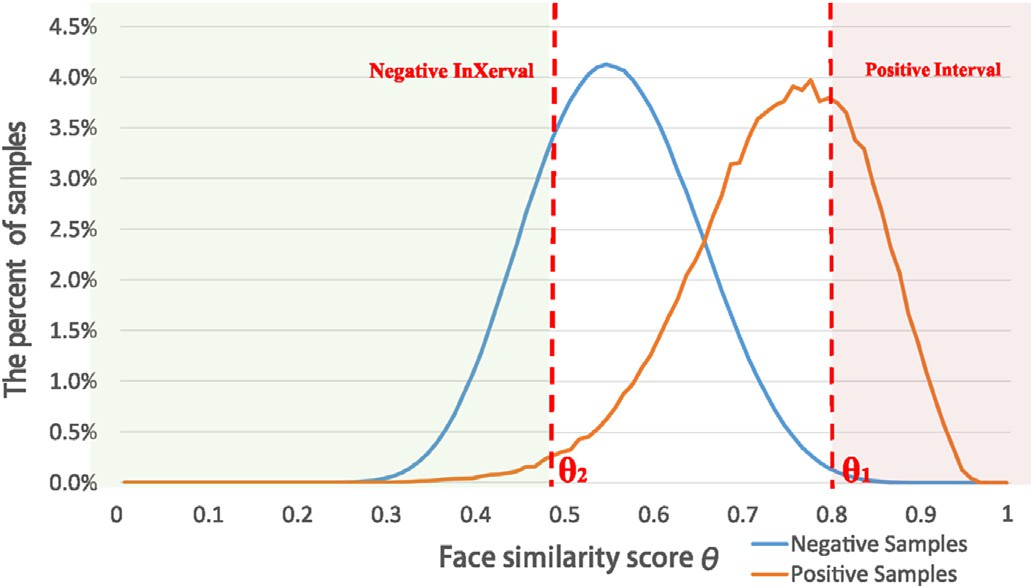 4.5%
Negative InXerval
Positive Interval
4.0%
3.5%
3.0%
2.5%
2.0%
1.5%
1.0%
0.5%
0.0%
The percent of samples
θ2
θ1
0 0.1 0.2 0.3 0.4 0.5 0.6 0.7 0.8 0.9 1
Face similarity score θ
Negative Samples
Positive Samples